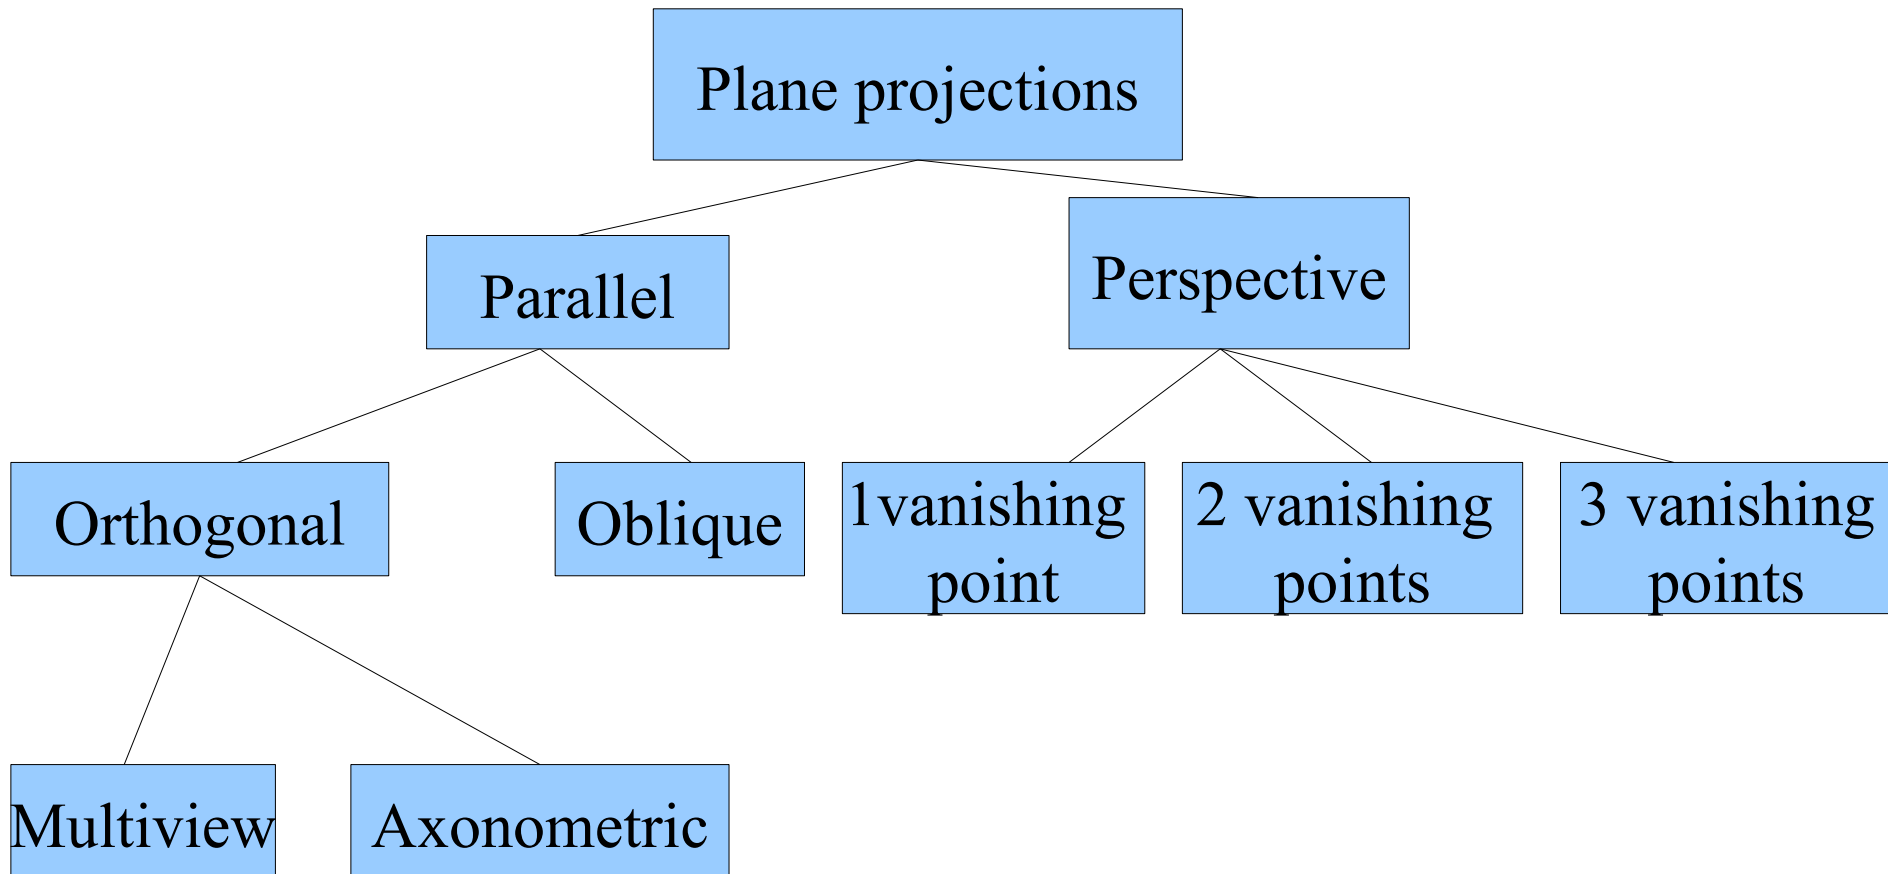 Plane projections
Parallel
Perspective
Orthogonal
Oblique
1vanishing
point
2 vanishing
points
3 vanishing
points
Multiview
Axonometric